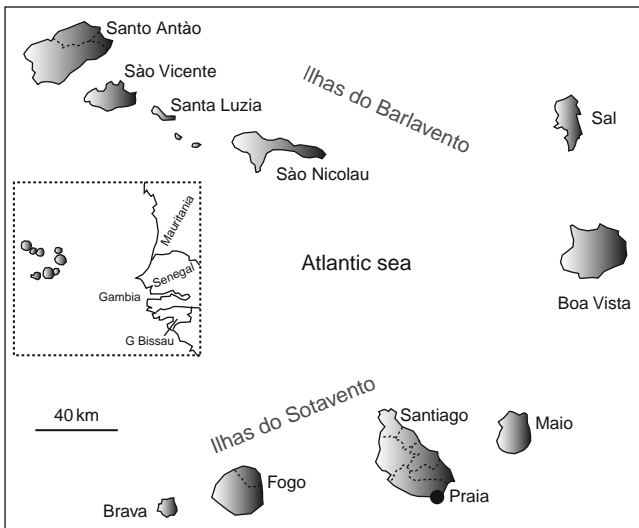 Santo Antào
Sào Vicente
Santa Luzia
Ilhas do Barlavento
Sal
Sào Nicolau
Mauritania
Senegal
Gambia
G Bissau
Atlantic sea
Boa Vista
40 km
Ilhas do Sotavento
Santiago
Maio
Fogo
Brava
Praia